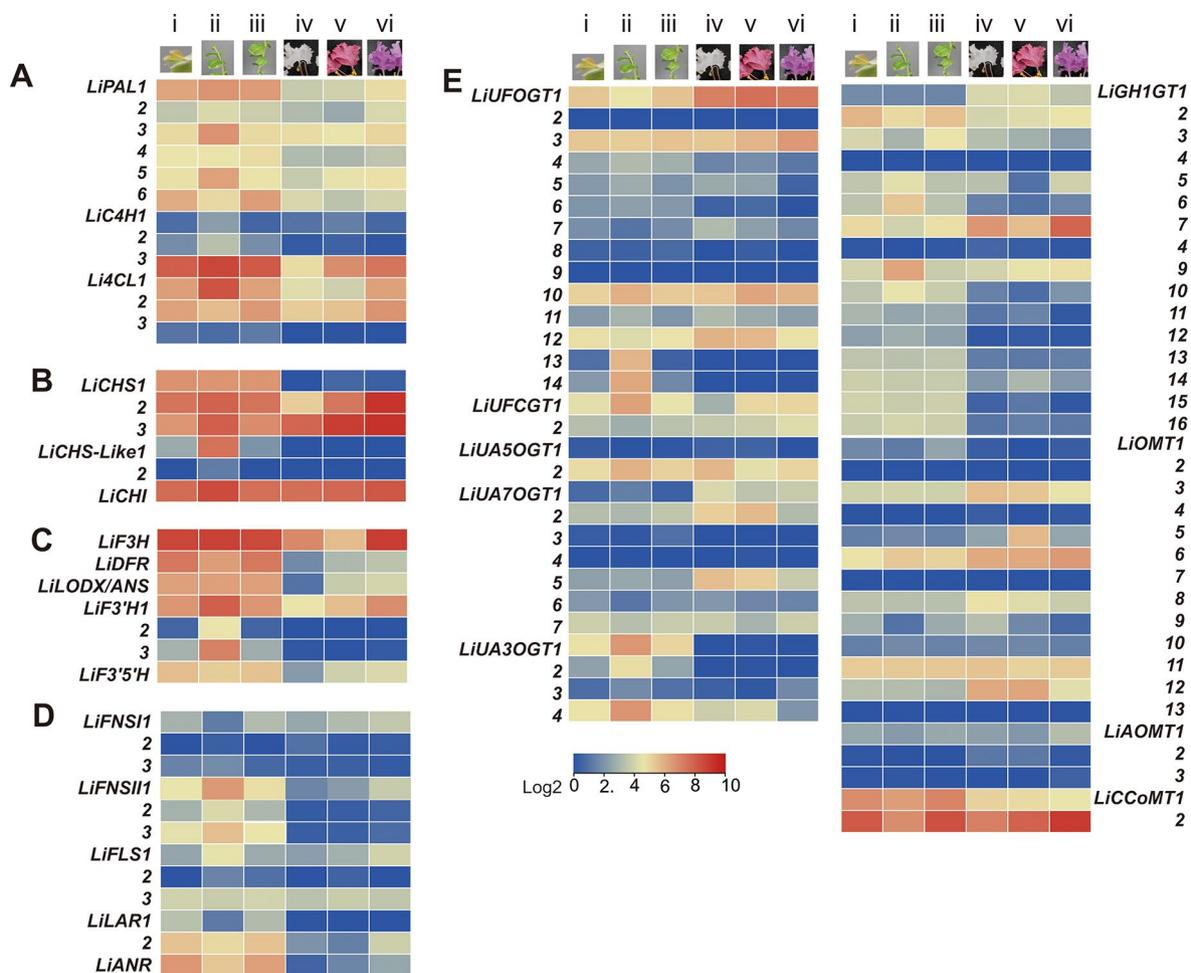 i ii iii iv v vi
A
LiPAL1
2
3
4
5
6
LiC4H1
2
3
Li4CL1
2
3
B
LiCHS1
2
3
LiCHS-Like1
2
LiCHI
C
LiF3H
LiDFR
LiLODX/ANS
LiF3'H1
2
3
LiF3'5'H
D
LiFNSI1
2
3
LiFNSII1
2
3
LiFLS1
2
3
LiLAR1
2
LiANR
i ii iii iv v vi
E
LiUFOGT1
2
3
4
5
6
7
8
9
10
11
12
13
14
LiUFCGT1
2
LiUA5OGT1
2
LiUA7OGT1
2
3
4
5
6
7
LiUA3OGT1
2
3
4
Log2 0 2. 4 6 8 10
i ii iii iv v vi
LiGH1GT1
2
3
4
5
6
7
4
9
10
11
12
13
14
15
16
LiOMT1
2
3
4
5
6
7
8
9
10
11
12
13
LiAOMT1
2
3
LiCCoMT1
2